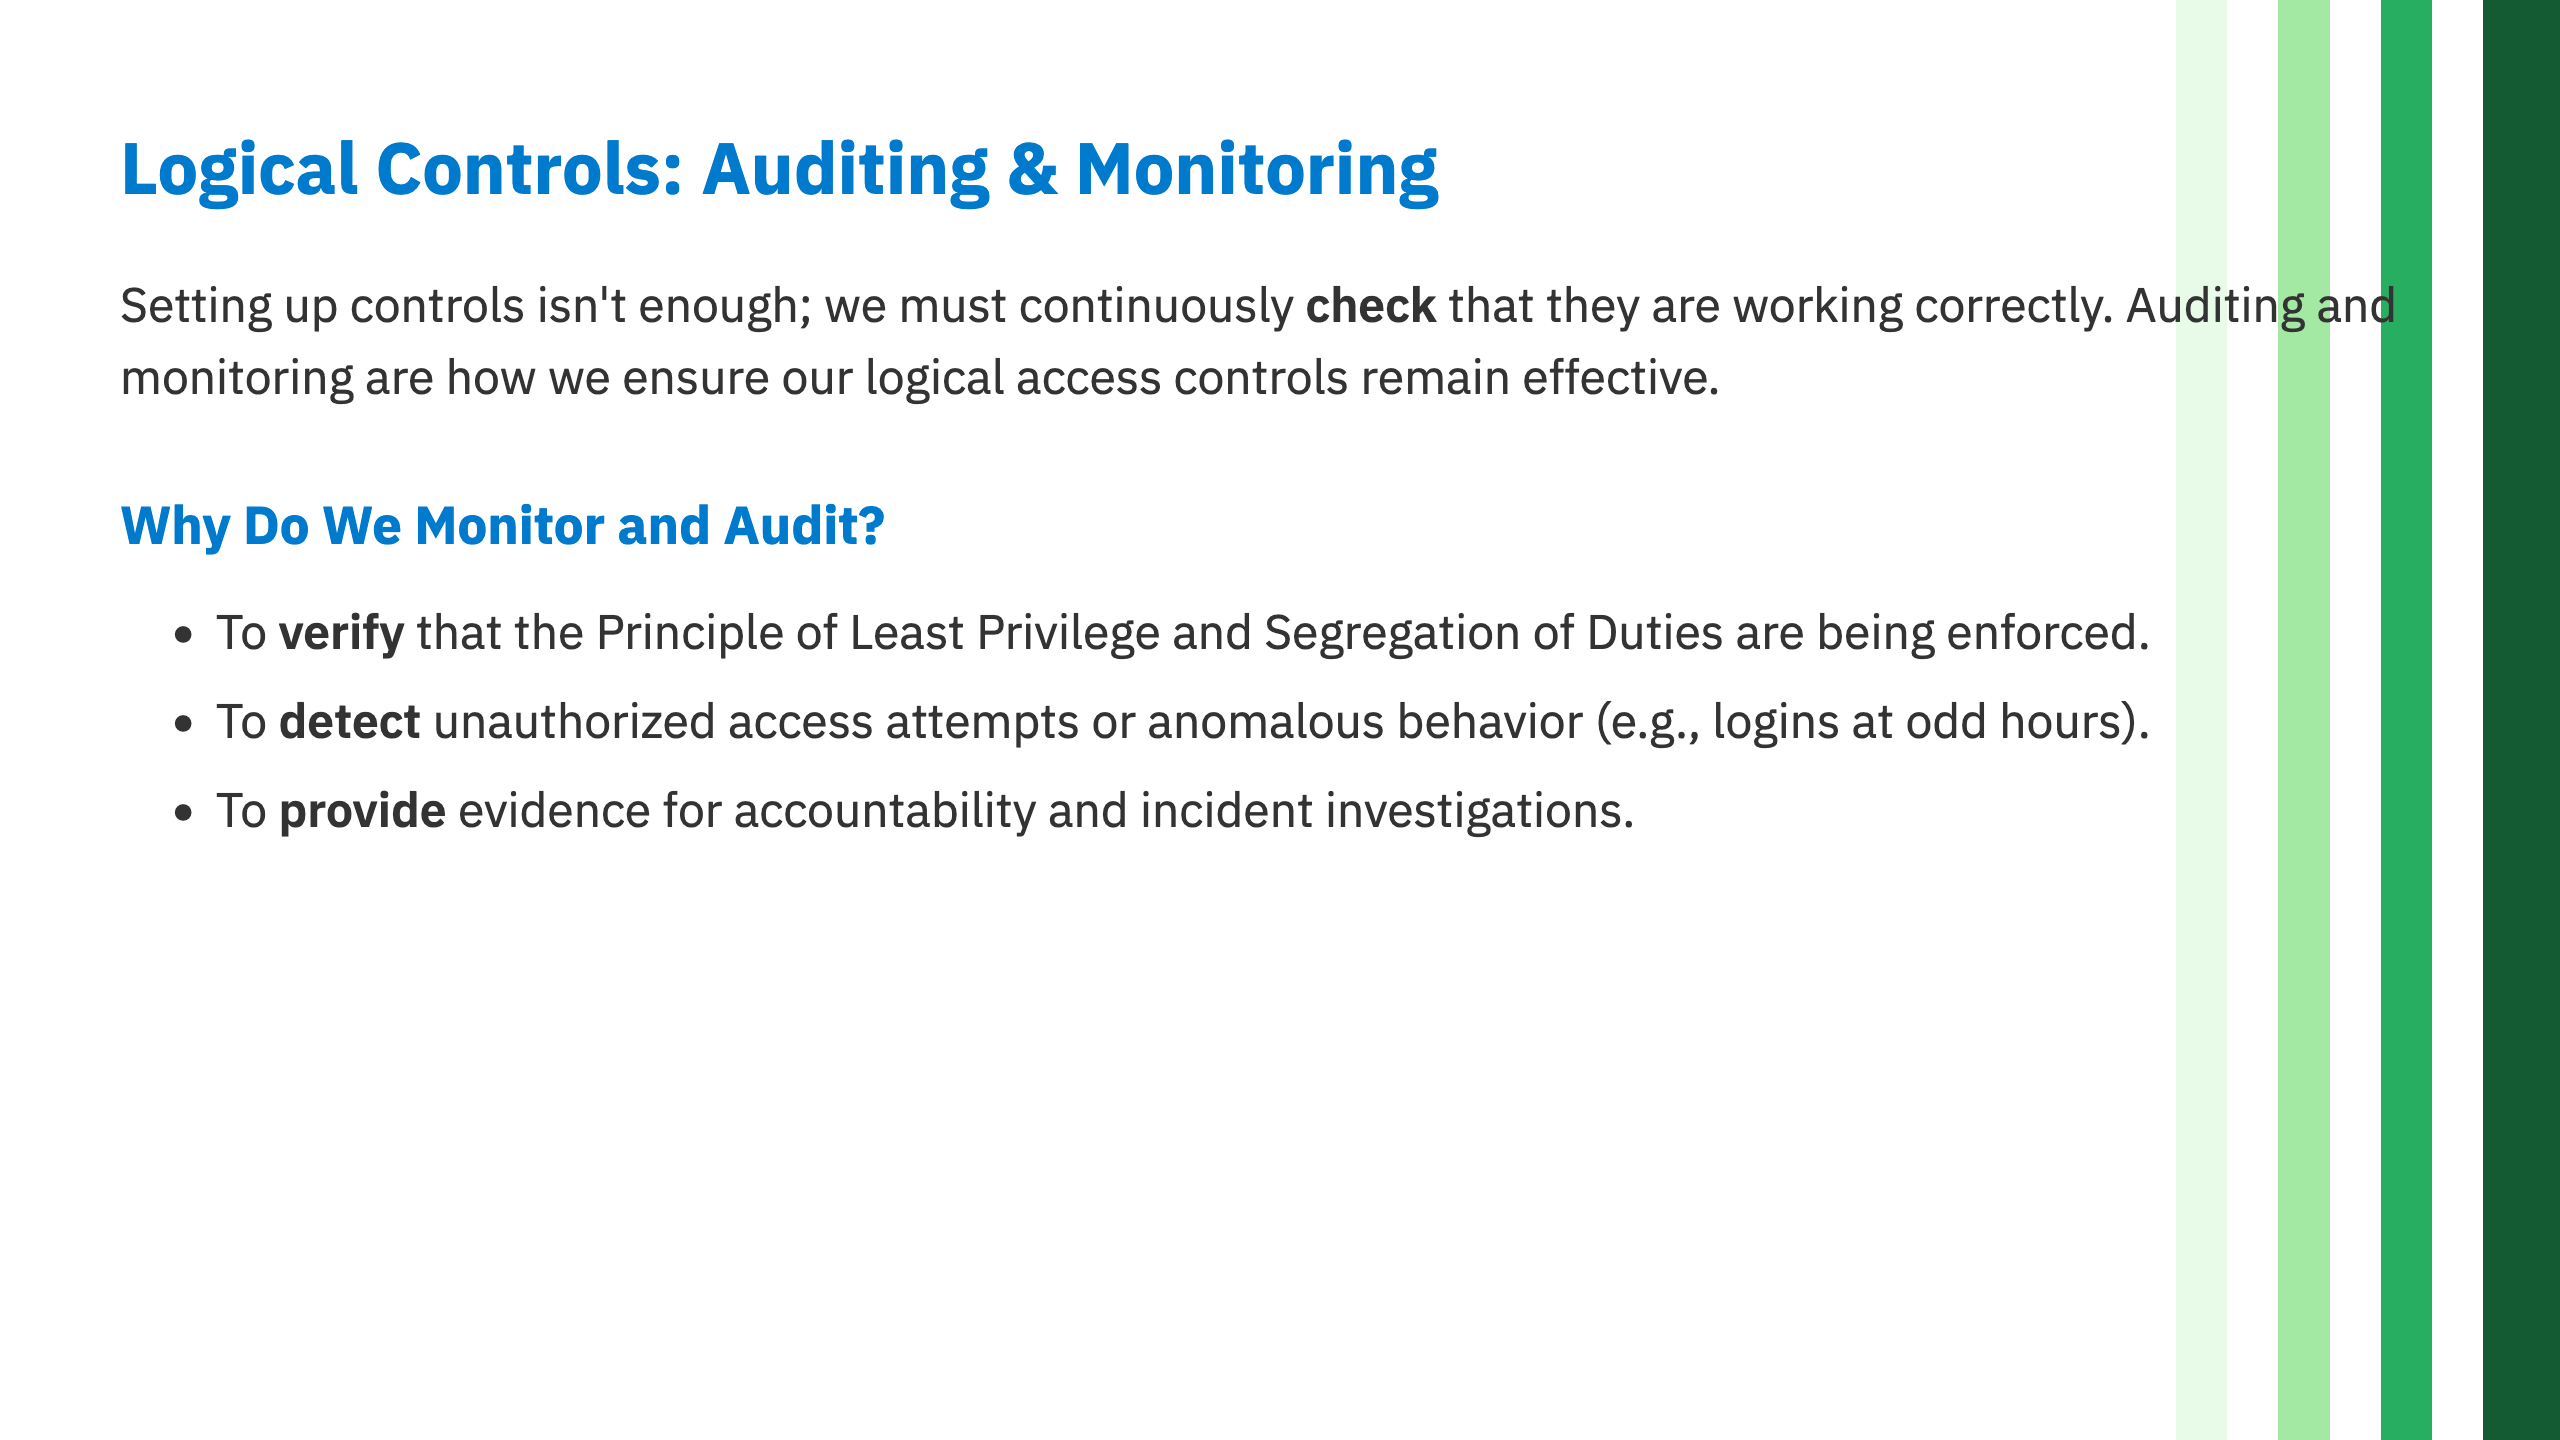 Logical Controls: Auditing & Monitoring
Setting up controls isn't enough; we must continuously check that they are working correctly. Auditing and
monitoring are how we ensure our logical access controls remain effective.
Why Do We Monitor and Audit?
• To verify that the Principle of Least Privilege and Segregation of Duties are being enforced.
• To detect unauthorized access attempts or anomalous behavior (e.g., logins at odd hours).
• To provide evidence for accountability and incident investigations.